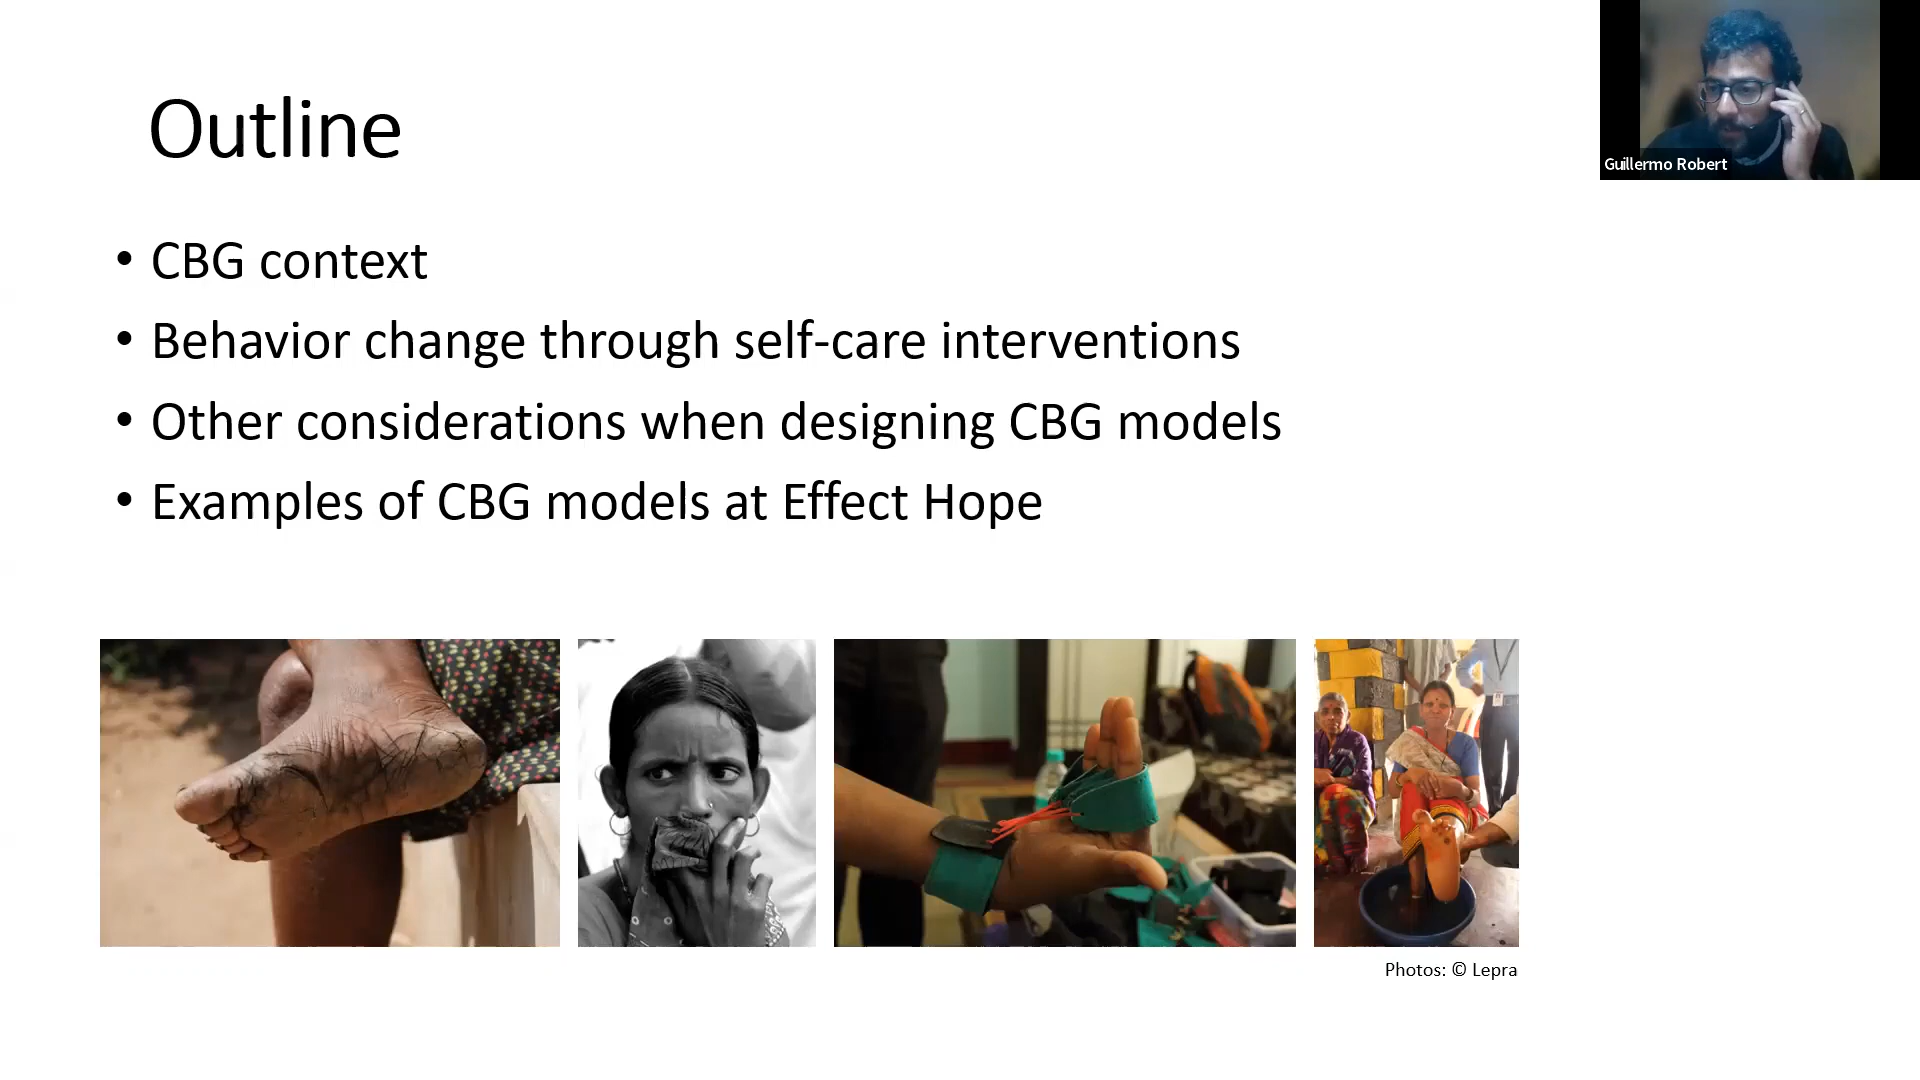 Outline
• CBG context
• Behavior change through self-care interventions
• Other considerations when designing CBG models
• Examples of CBG models at Effect Hope
Photos: © Lepra
Guillermo Robert